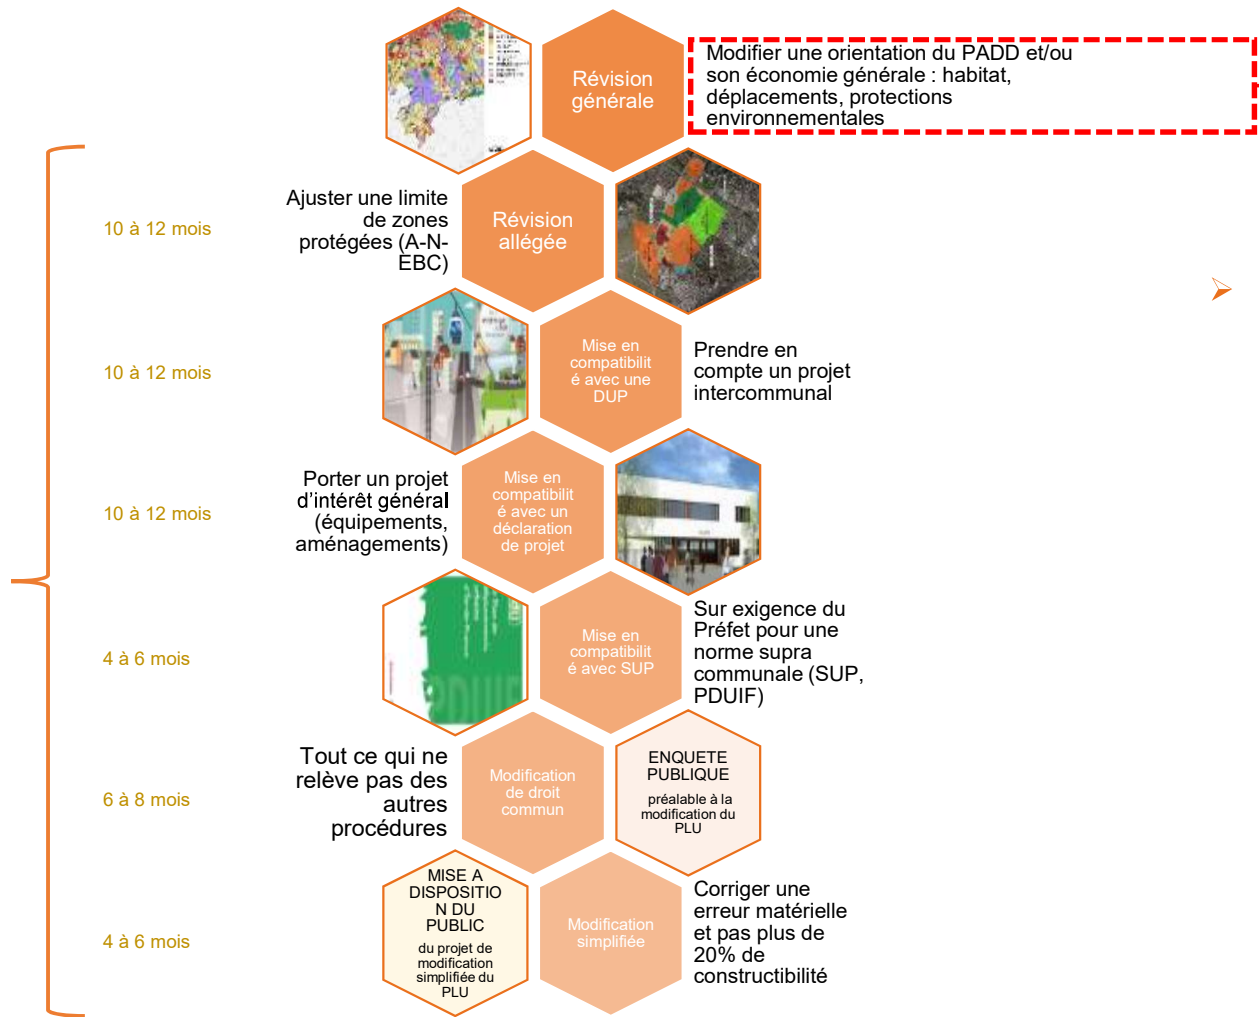 Révision
générale
Modifier une orientation du PADD et/ou
son économie générale : habitat,
déplacements, protections
environnementales
10 à 12 mois
Ajuster une limite
de zones
protégées (A-N-
EBC)
Révision
allégée
10 à 12 mois
Mise en
compatibilit
é avec une
DUP
Prendre en
compte un projet
intercommunal
10 à 12 mois
Porter un projet
d'intérêt général
(équipements,
aménagements)
Mise en
compatibilit
é avec un
déclaration
de projet
4 à 6 mois
PDUIF
Mise en
compatibilit
é avec SUP
Sur exigence du
Préfet pour une
norme supra
communale (SUP,
PDUIF)
6 à 8 mois
Tout ce qui ne
relève pas des
autres
procédures
Modification
de droit
commun
ENQUETE
PUBLIQUE
préalable à la
modification du
PLU
4 à 6 mois
MISE A
DISPOSITIO
N DU
PUBLIC
du projet de
modification
simplifiée du
PLU
Modification
simplifiée
Corriger une
erreur matérielle
et pas plus de
20% de
constructibilité